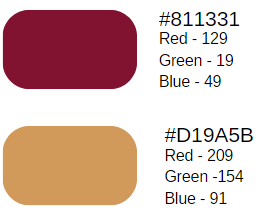 #811331
Red - 129
Green - 19
Blue - 49
#D19A5B
Red - 209
Green -154
Blue - 91